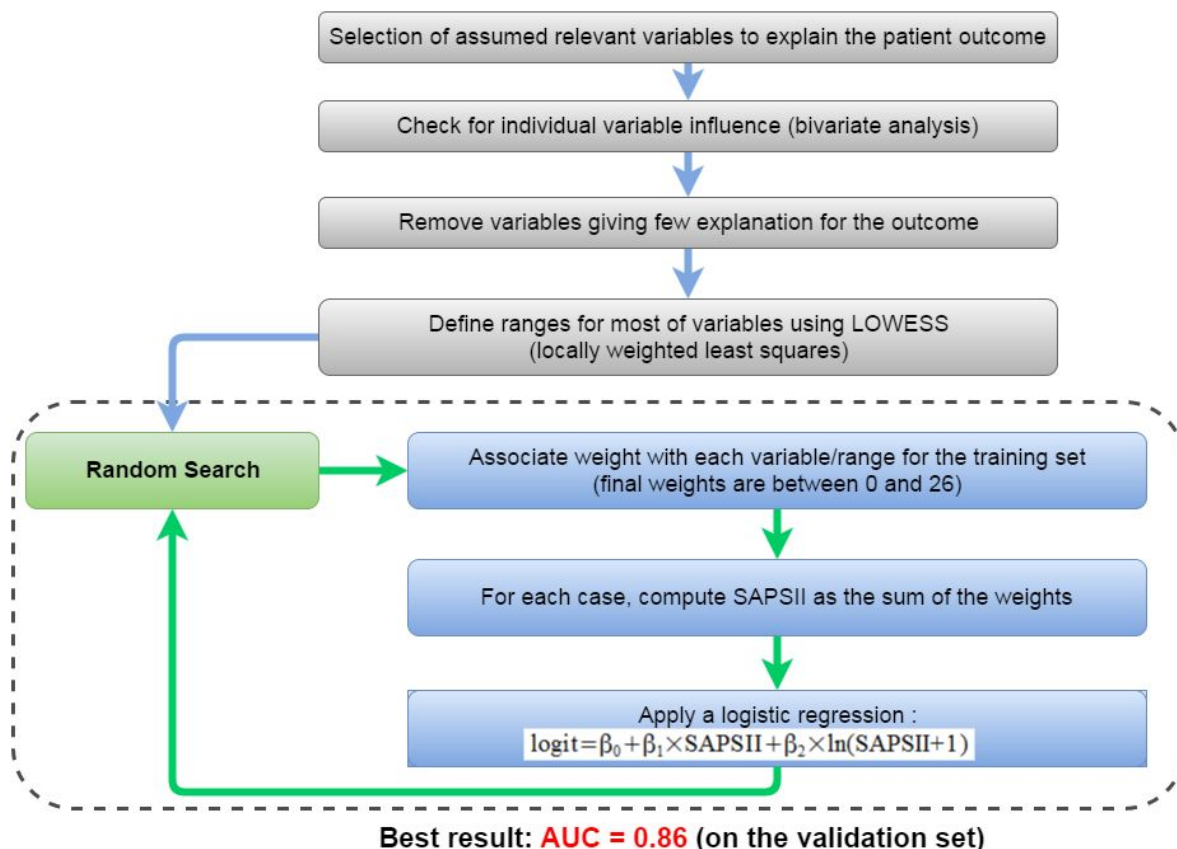 Selection of assumed relevant variables to explain the patient outcome
Check for individual variable influence (bivariate analysis)
Remove variables giving few explanation for the outcome
Define ranges for most of variables using LOWESS
(locally weighted least squares)
Random Search
Associate weight with each variable/range for the training set
(final weights are between 0 and 26)
For each case, compute SAPSII as the sum of the weights
Apply a logistic regression :
logit=β₀+β₁×SAPSII+β₂×ln(SAPSII+1)
Best result: AUC = 0.86 (on the validation set)